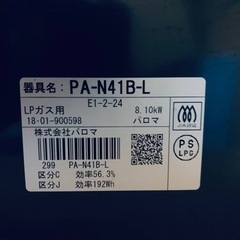 器具名: PA-N41B-L
E1-2-24
LPガス用 8.10kW
18・01-900598 パロマ
株式会社パロマ
299 PA-N41B-L
区分C 効率56.3%
区分J 効率192Wh
PS
LPG